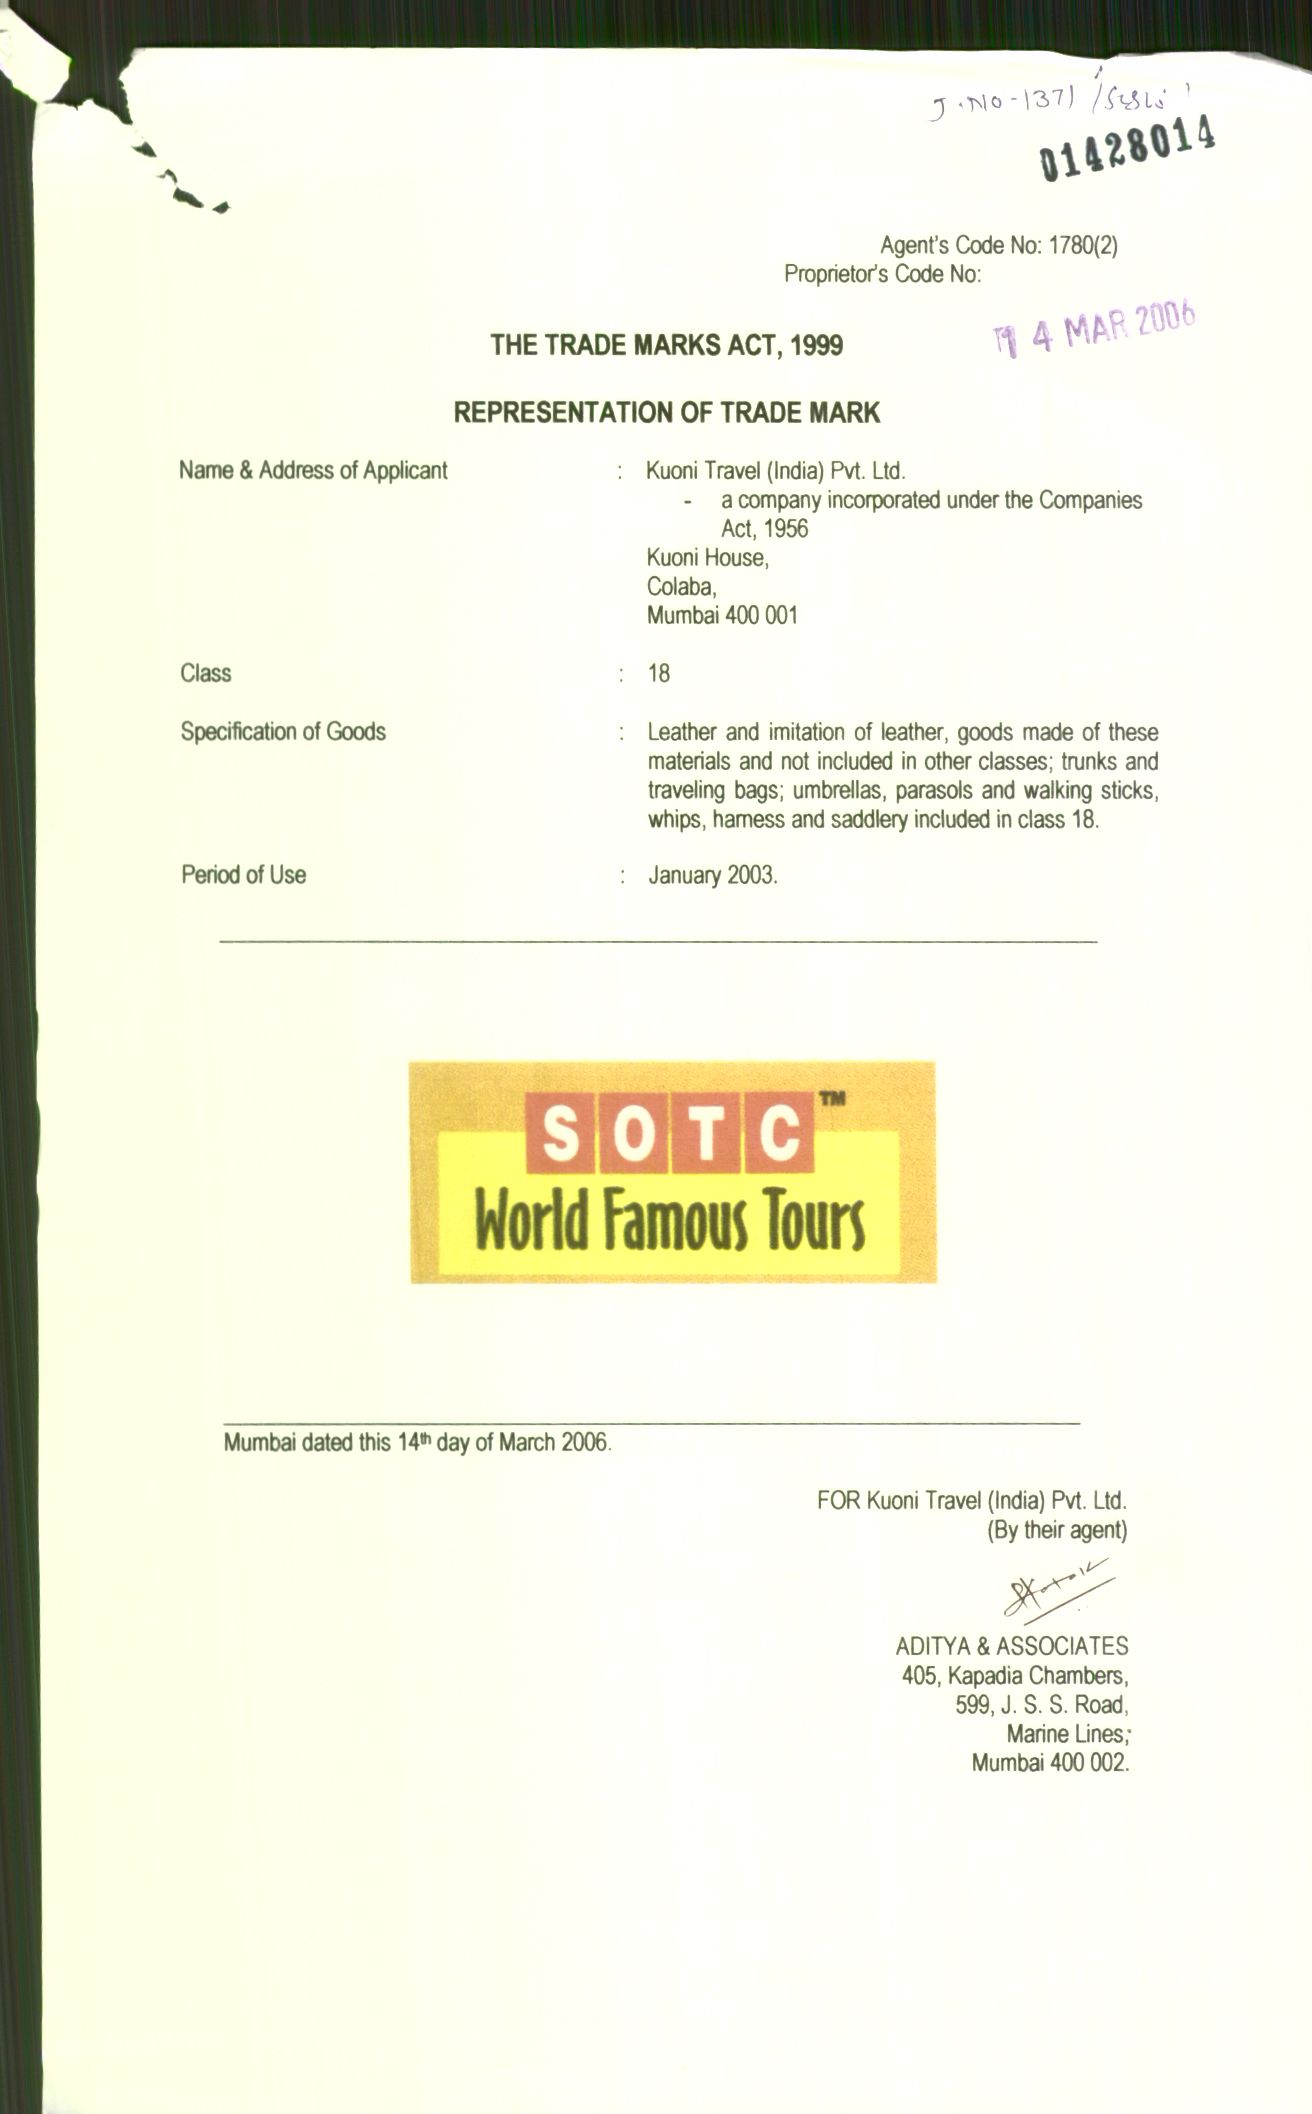 J.NO-1371
01428014
Agent's Code No: 1780(2)
Proprietor's Code No:
14 MAR 2006
THE TRADE MARKS ACT, 1999
REPRESENTATION OF TRADE MARK
Name & Address of Applicant : Kuoni Travel (India) Pvt. Ltd.
- a company incorporated under the Companies
Act, 1956
Kuoni House,
Colaba,
Mumbai 400 001
Class : 18
Specification of Goods : Leather and imitation of leather, goods made of these
materials and not included in other classes; trunks and
traveling bags; umbrellas, parasols and walking sticks,
whips, harness and saddlery included in class 18.
Period of Use : January 2003.
SOTC™
World Famous Tours
Mumbai dated this 14th day of March 2006.
FOR Kuoni Travel (India) Pvt. Ltd.
(By their agent)
ADITYA & ASSOCIATES
405, Kapadia Chambers,
599, J. S. S. Road,
Marine Lines,
Mumbai 400 002.